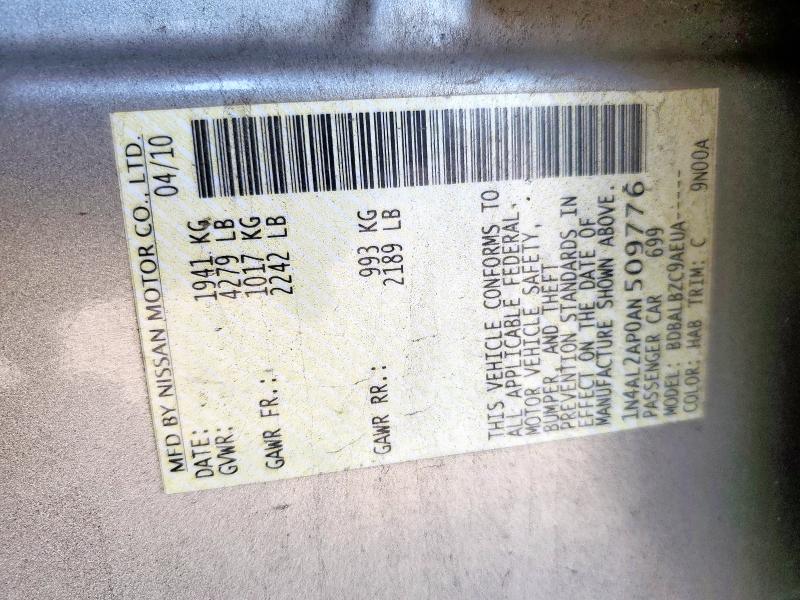 MFD BY NISSAN MOTOR CO., LTD.
DATE: 04/10
GVWR: 1941 KG
4279 LB
GAWR FR.: 1017 KG
2242 LB
GAWR RR.: 993 KG
2189 LB
THIS VEHICLE CONFORMS TO
ALL APPLICABLE FEDERAL,
MOTOR VEHICLE SAFETY,
BUMPER, AND THEFT
PREVENTION STANDARDS IN
EFFECT ON THE DATE OF
MANUFACTURE SHOWN ABOVE.
1N4AL2AP0AN509776
PASSENGER CAR 699
MODEL: BDBALBZC9AEUA-----
COLOR: HAB TRIM: C 9N00A